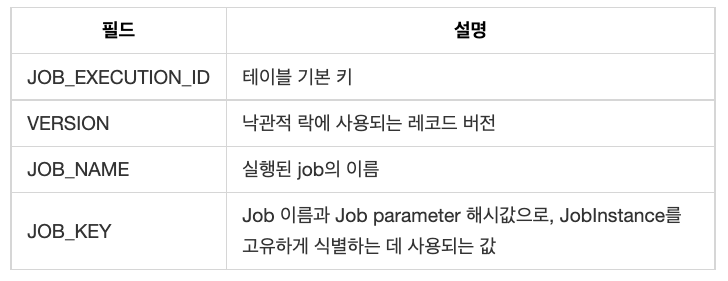 필드 설명
JOB_EXECUTION_ID 테이블 기본 키
VERSION 낙관적 락에 사용되는 레코드 버전
JOB_NAME 실행된 job의 이름
JOB_KEY Job 이름과 Job parameter 해시값으로, JobInstance를
고유하게 식별하는 데 사용되는 값